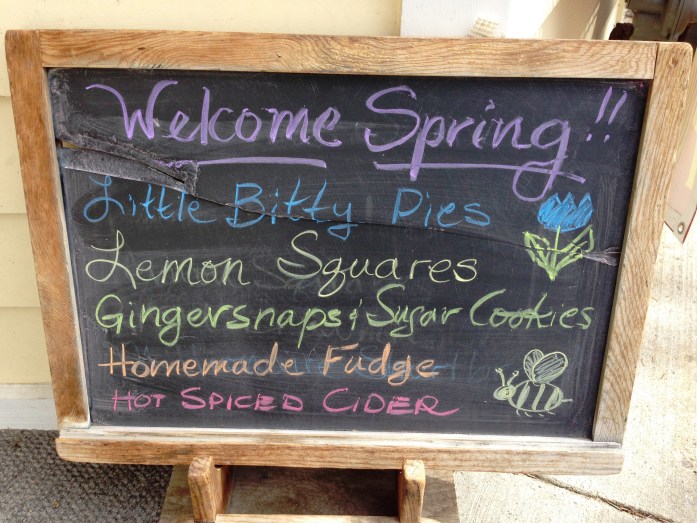 Welcome Spring!!
Little Bitty Pies
Lemon Squares
Gingersnaps & Sugar Cookies
Homemade Fudge
HOT SPICED CIDER